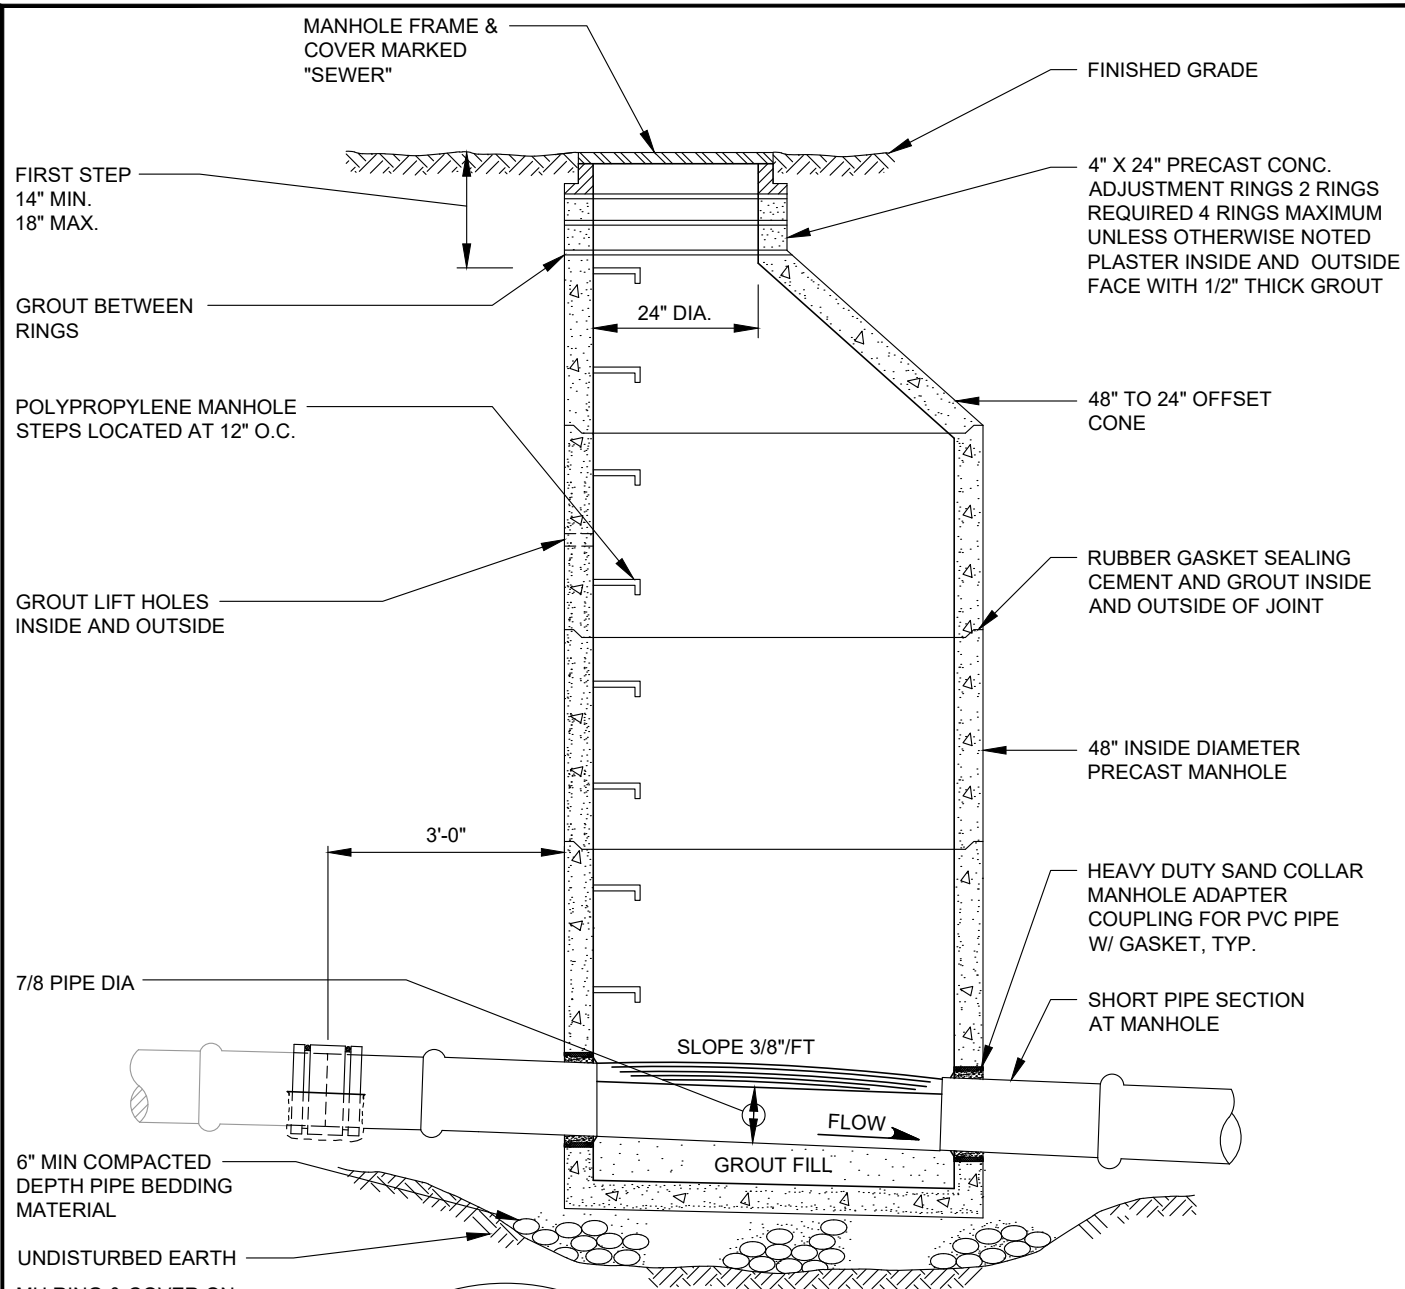 MANHOLE FRAME &
COVER MARKED
"SEWER"
FINISHED GRADE
FIRST STEP
14" MIN.
18" MAX.
4" X 24" PRECAST CONC.
ADJUSTMENT RINGS 2 RINGS
REQUIRED 4 RINGS MAXIMUM
UNLESS OTHERWISE NOTED
PLASTER INSIDE AND OUTSIDE
FACE WITH 1/2" THICK GROUT
GROUT BETWEEN
RINGS
24" DIA.
POLYPROPYLENE MANHOLE
STEPS LOCATED AT 12" O.C.
48" TO 24" OFFSET
CONE
GROUT LIFT HOLES
INSIDE AND OUTSIDE
RUBBER GASKET SEALING
CEMENT AND GROUT INSIDE
AND OUTSIDE OF JOINT
48" INSIDE DIAMETER
PRECAST MANHOLE
3'-0"
HEAVY DUTY SAND COLLAR
MANHOLE ADAPTER
COUPLING FOR PVC PIPE
W/ GASKET, TYP.
7/8 PIPE DIA
SHORT PIPE SECTION
AT MANHOLE
SLOPE 3/8"/FT
FLOW
GROUT FILL
6" MIN COMPACTED
DEPTH PIPE BEDDING
MATERIAL
UNDISTURBED EARTH
MH RING & COVER ON